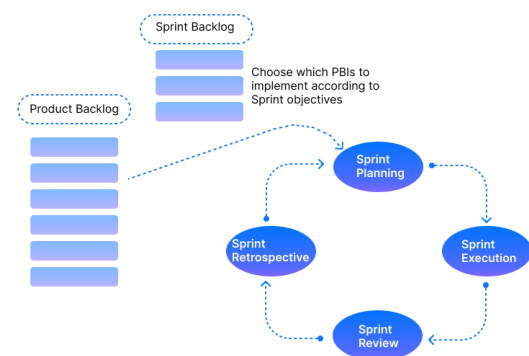 Sprint Backlog
Choose which PBIs to
implement according to
Sprint objectives
Product Backlog
Sprint
Planning
Sprint
Retrospective
Sprint
Execution
Sprint
Review